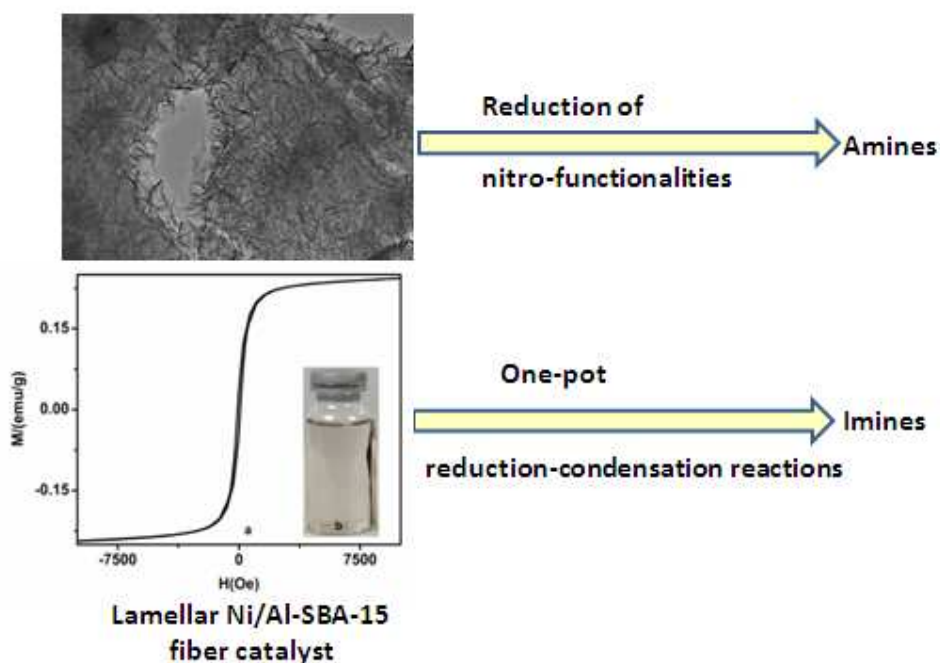 Reduction of
nitro-functionalities
Amines
0.15
0.00
-0.15
M/(emu/g)
a
b
-7500
0
7500
H(Oe)
One-pot
reduction-condensation reactions
Imines
Lamellar Ni/Al-SBA-15
fiber catalyst